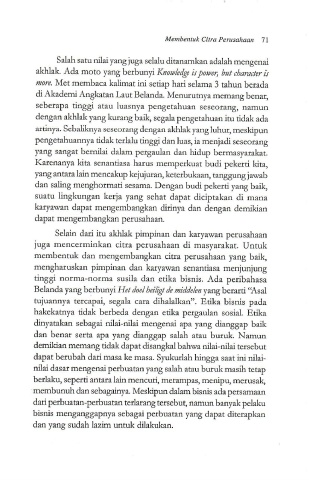 Membentuk Citra Perusahaan 71
Salah satu nilai yang juga selalu ditanamkan adalah mengenai
akhlak. Ada moto yang berbunyi Knowledge is power, but character is
more. Met membaca kalimat ini setiap hari selama 3 tahun berada
di Akademi Angkatan Laut Belanda. Menurutnya memang benar,
seberapa tinggi atau luasnya pengetahuan seseorang, namun
dengan akhlak yang kurang baik, segala pengetahuan itu tidak ada
artinya. Sebaliknya seseorang dengan akhlak yang luhur, meskipun
pengetahuannya tidak terlalu tinggi dan luas, ia menjadi seseorang
yang sangat bernilai dalam pergaulan dan hidup bermasyarakat.
Karenanya kita senantiasa harus memperkuat budi pekerti kita,
yang antara lain mencakup kejujuran, keterbukaan, tanggung jawab
dan saling menghormati sesama. Dengan budi pekerti yang baik,
suatu lingkungan kerja yang sehat dapat diciptakan di mana
karyawan dapat mengembangkan dirinya dan dengan demikian
dapat mengembangkan perusahaan.
Selain dari itu akhlak pimpinan dan karyawan perusahaan
juga mencerminkan citra perusahaan di masyarakat. Untuk
membentuk dan mengembangkan citra perusahaan yang baik,
mengharuskan pimpinan dan karyawan senantiasa menjunjung
tinggi norma-norma susila dan etika bisnis. Ada peribahasa
Belanda yang berbunyi Het doel heiligt de middelen yang berarti "Asal
tujuannya tercapai, segala cara dihalalkan". Etika bisnis pada
hakekatnya tidak berbeda dengan etika pergaulan sosial. Etika
dinyatakan sebagai nilai-nilai mengenai apa yang dianggap baik
dan benar serta apa yang dianggap salah atau buruk. Namun
demikian memang tidak dapat disangkal bahwa nilai-nilai tersebut
dapat berubah dari masa ke masa. Syukurlah hingga saat ini nilai-
nilai dasar mengenai perbuatan yang salah atau buruk masih tetap
berlaku, seperti antara lain mencuri, merampas, menipu, merusak,
membunuh dan sebagainya. Meskipun dalam bisnis ada persamaan
dari perbuatan-perbuatan terlarang tersebut, namun banyak pelaku
bisnis menganggapnya sebagai perbuatan yang dapat diterapkan
dan yang sudah lazim untuk dilakukan.